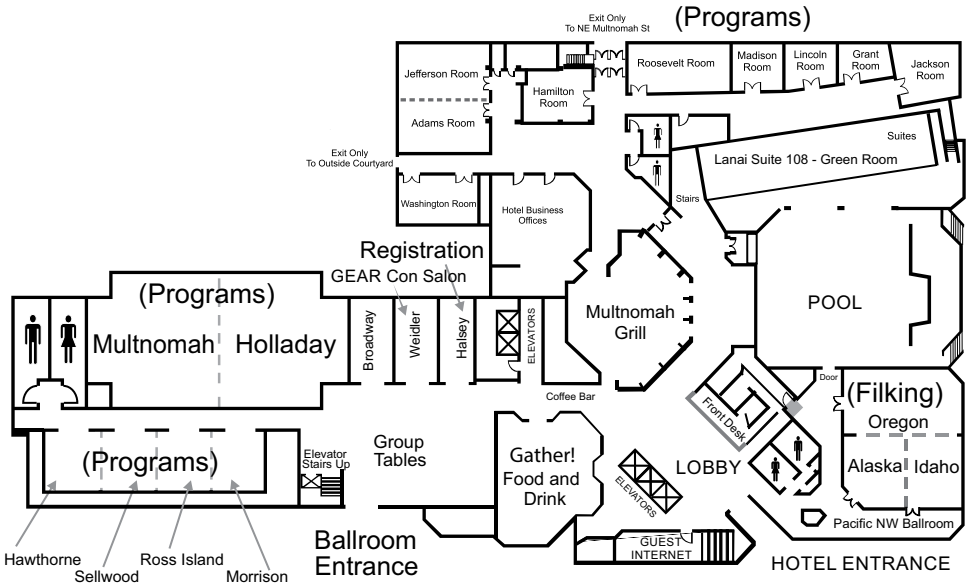 (Programs)
Exit Only
To NE Multnomah St
Jefferson Room
Adams Room
Hamilton
Room
Roosevelt Room
Madison
Room
Lincoln
Room
Grant
Room
Jackson
Room
Suites
Lanai Suite 108 - Green Room
Exit Only
To Outside Courtyard
Washington Room
Hotel Business
Offices
Stairs
Registration
GEAR Con Salon
(Programs)
Multnomah
Holladay
Broadway
Weidler
Halsey
ELEVATORS
Multnomah
Grill
POOL
Coffee Bar
Door
(Filking)
Oregon
Alaska
Idaho
Pacific NW Ballroom
Front Desk
LOBBY
ELEVATORS
Gather!
Food and
Drink
Group
Tables
Elevator
Stairs Up
(Programs)
Hawthorne
Sellwood
Ross Island
Morrison
Ballroom
Entrance
GUEST
INTERNET
HOTEL ENTRANCE